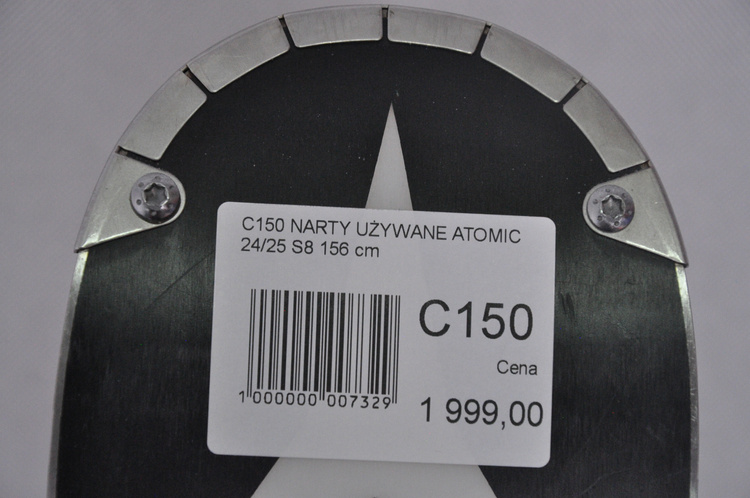 C150 NARTY UŻYWANE ATOMIC
24/25 S8 156 cm
C150
Cena
1 000000 007329
1 999,00